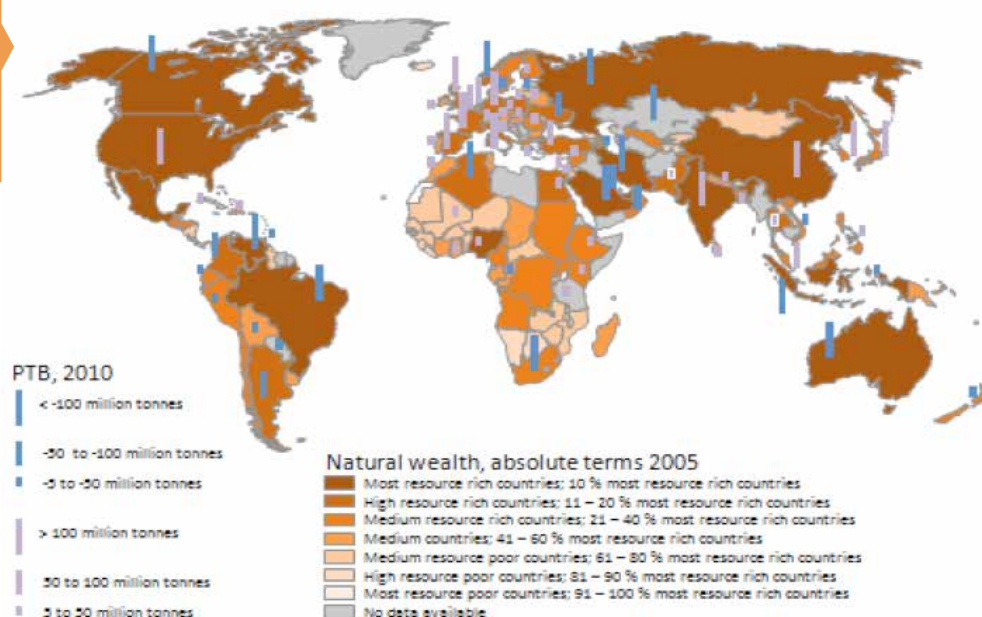 PTB, 2010
< -100 million tonnes
-50 to -100 million tonnes
-5 to -50 million tonnes
> 100 million tonnes
50 to 100 million tonnes
5 to 50 million tonnes
Natural wealth, absolute terms 2005
Most resource rich countries; 10 % most resource rich countries
High resource rich countries; 11 – 20 % most resource rich countries
Medium resource rich countries; 21 – 40 % most resource rich countries
Medium countries; 41 – 60 % most resource rich countries
Medium resource poor countries; 61 – 80 % most resource rich countries
High resource poor countries; 81 – 90 % most resource rich countries
Most resource poor countries; 91 – 100 % most resource rich countries
No data available